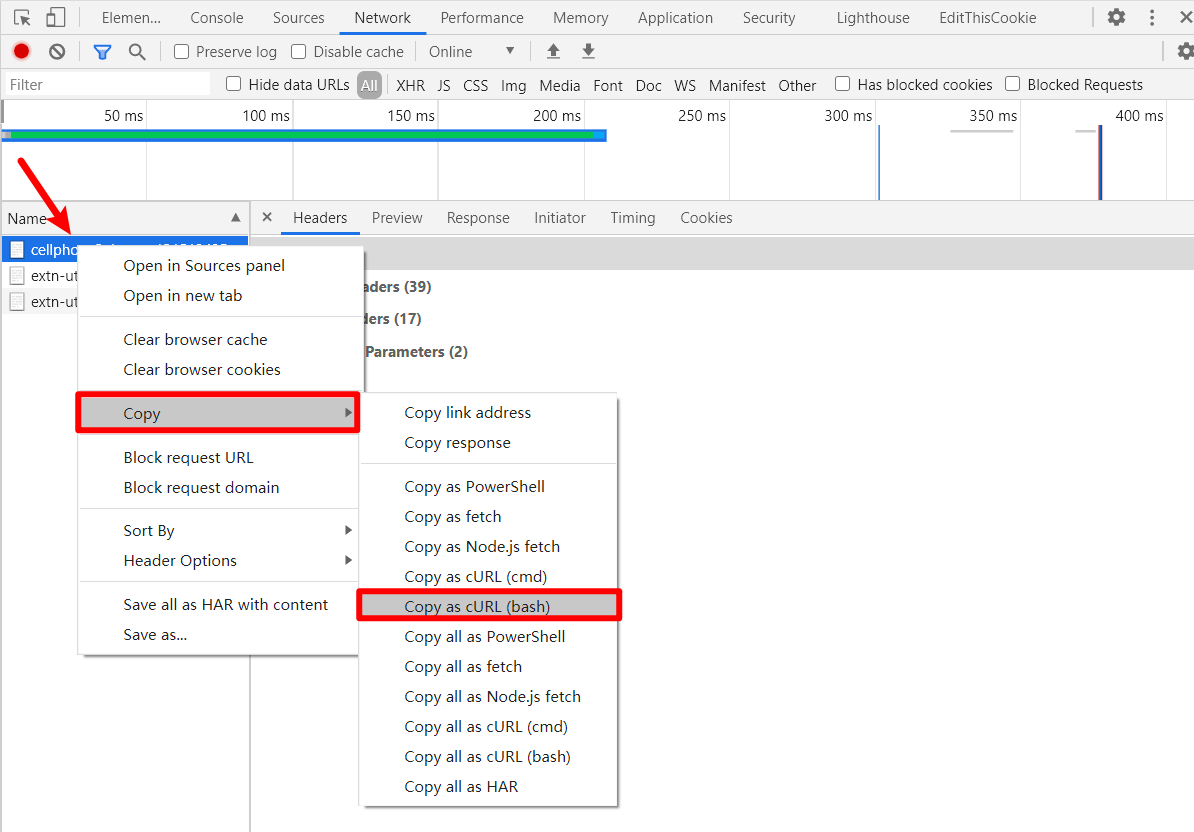 Elemen... Console Sources Network Performance Memory Application Security Lighthouse EditThisCookie
Preserve log Disable cache Online
Filter Hide data URLs All XHR JS CSS Img Media Font Doc WS Manifest Other Has blocked cookies Blocked Requests
50 ms 100 ms 150 ms 200 ms 250 ms 300 ms 350 ms 400 ms
Name Headers Preview Response Initiator Timing Cookies
cellpho
extn-ut
extn-ut
aders (39)
ders (17)
Parameters (2)
Open in Sources panel
Open in new tab
Clear browser cache
Clear browser cookies
Copy
Block request URL
Block request domain
Sort By
Header Options
Save all as HAR with content
Save as...
Copy link address
Copy response
Copy as PowerShell
Copy as fetch
Copy as Node.js fetch
Copy as cURL (cmd)
Copy as cURL (bash)
Copy all as PowerShell
Copy all as fetch
Copy all as Node.js fetch
Copy all as cURL (cmd)
Copy all as cURL (bash)
Copy all as HAR